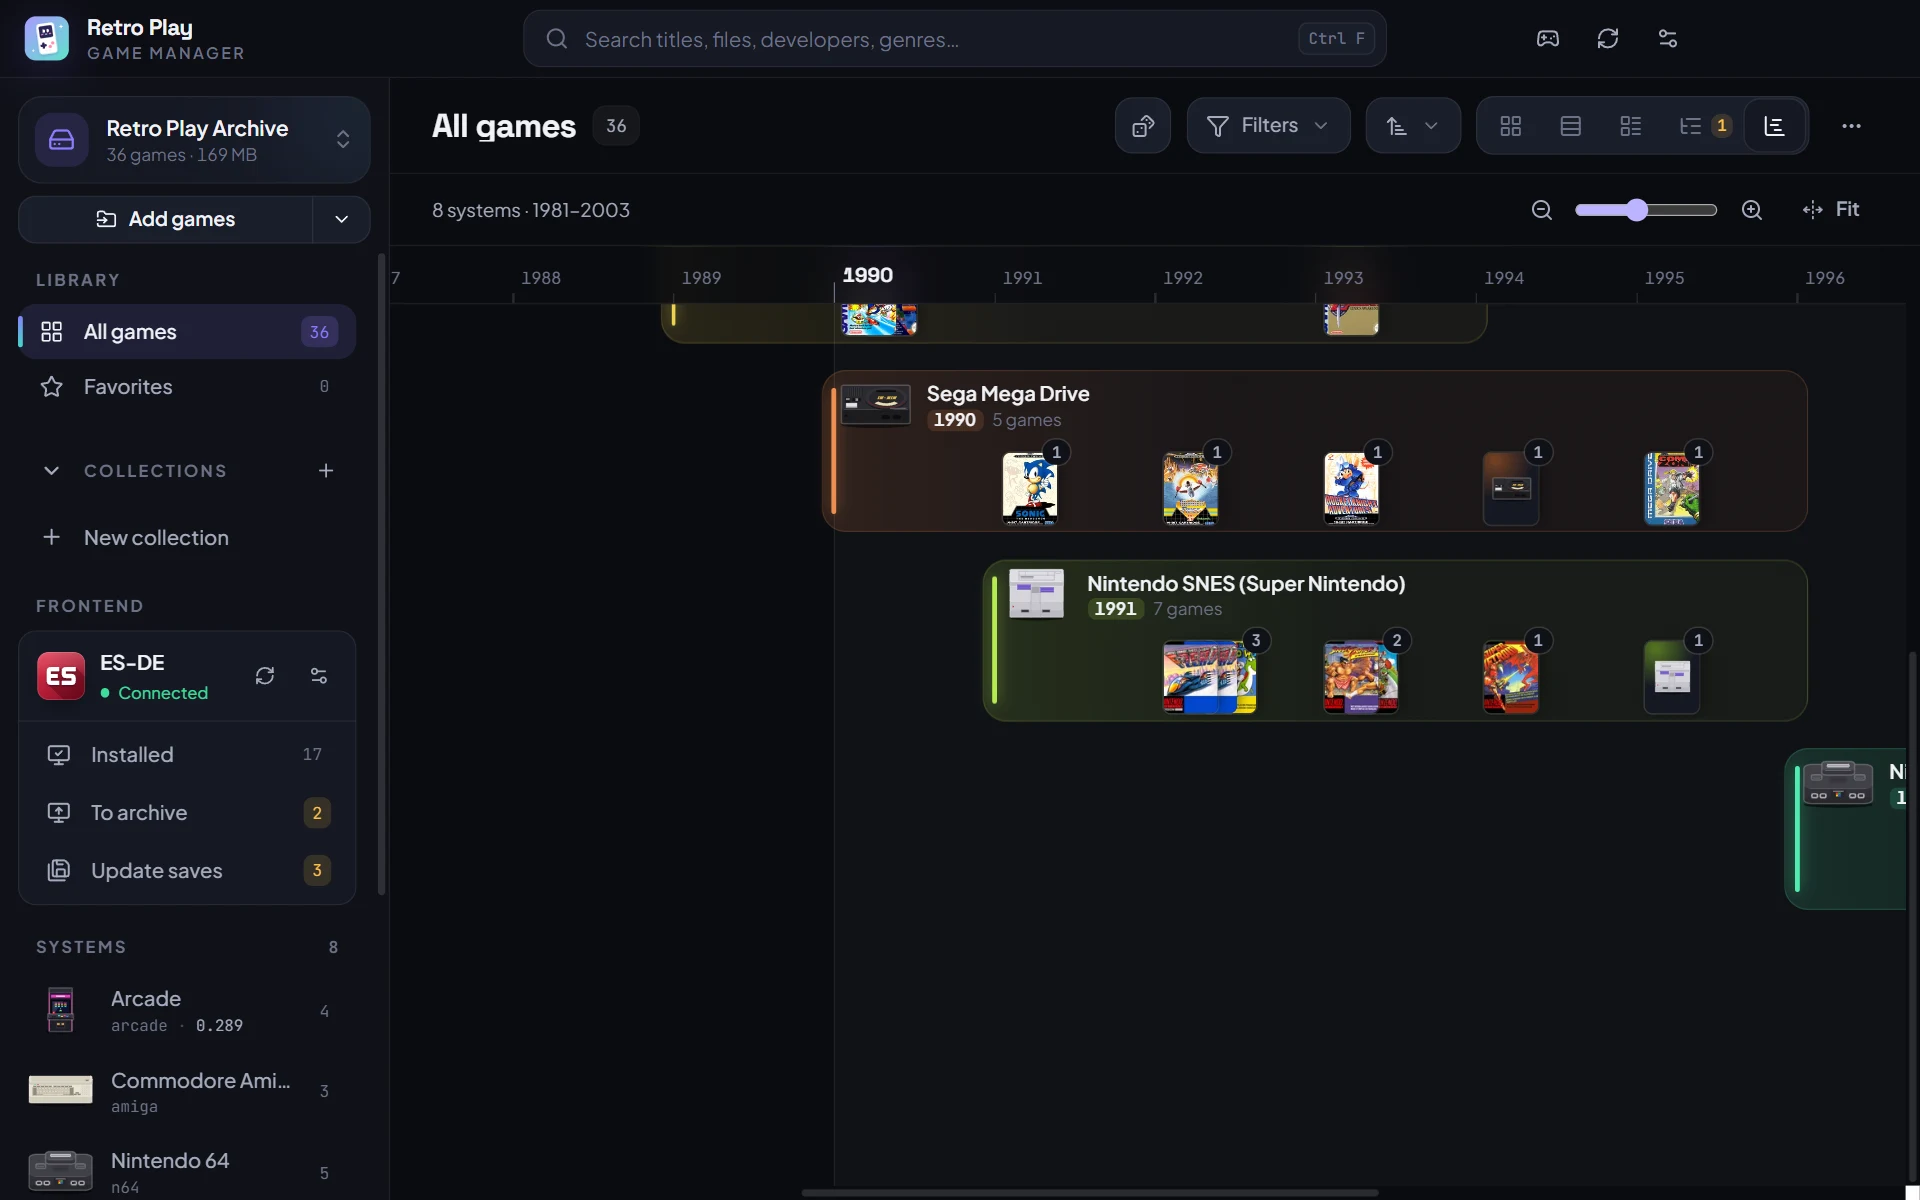 Retro Play
GAME MANAGER
Search titles, files, developers, genres...
Ctrl F
Retro Play Archive
36 games · 169 MB
Add games
LIBRARY
All games
36
Favorites
0
COLLECTIONS
New collection
FRONTEND
ES
ES-DE
Connected
Installed
17
To archive
2
Update saves
3
SYSTEMS
8
Arcade
4
arcade · 0.289
Commodore Ami...
3
amiga
Nintendo 64
5
n64
All games
36
Filters
1
8 systems · 1981–2003
Fit
7
1988
1989
1990
1991
1992
1993
1994
1995
1996
Sega Mega Drive
1990
5 games
1
1
1
1
1
SONIC
Nintendo SNES (Super Nintendo)
1991
7 games
3
2
1
1